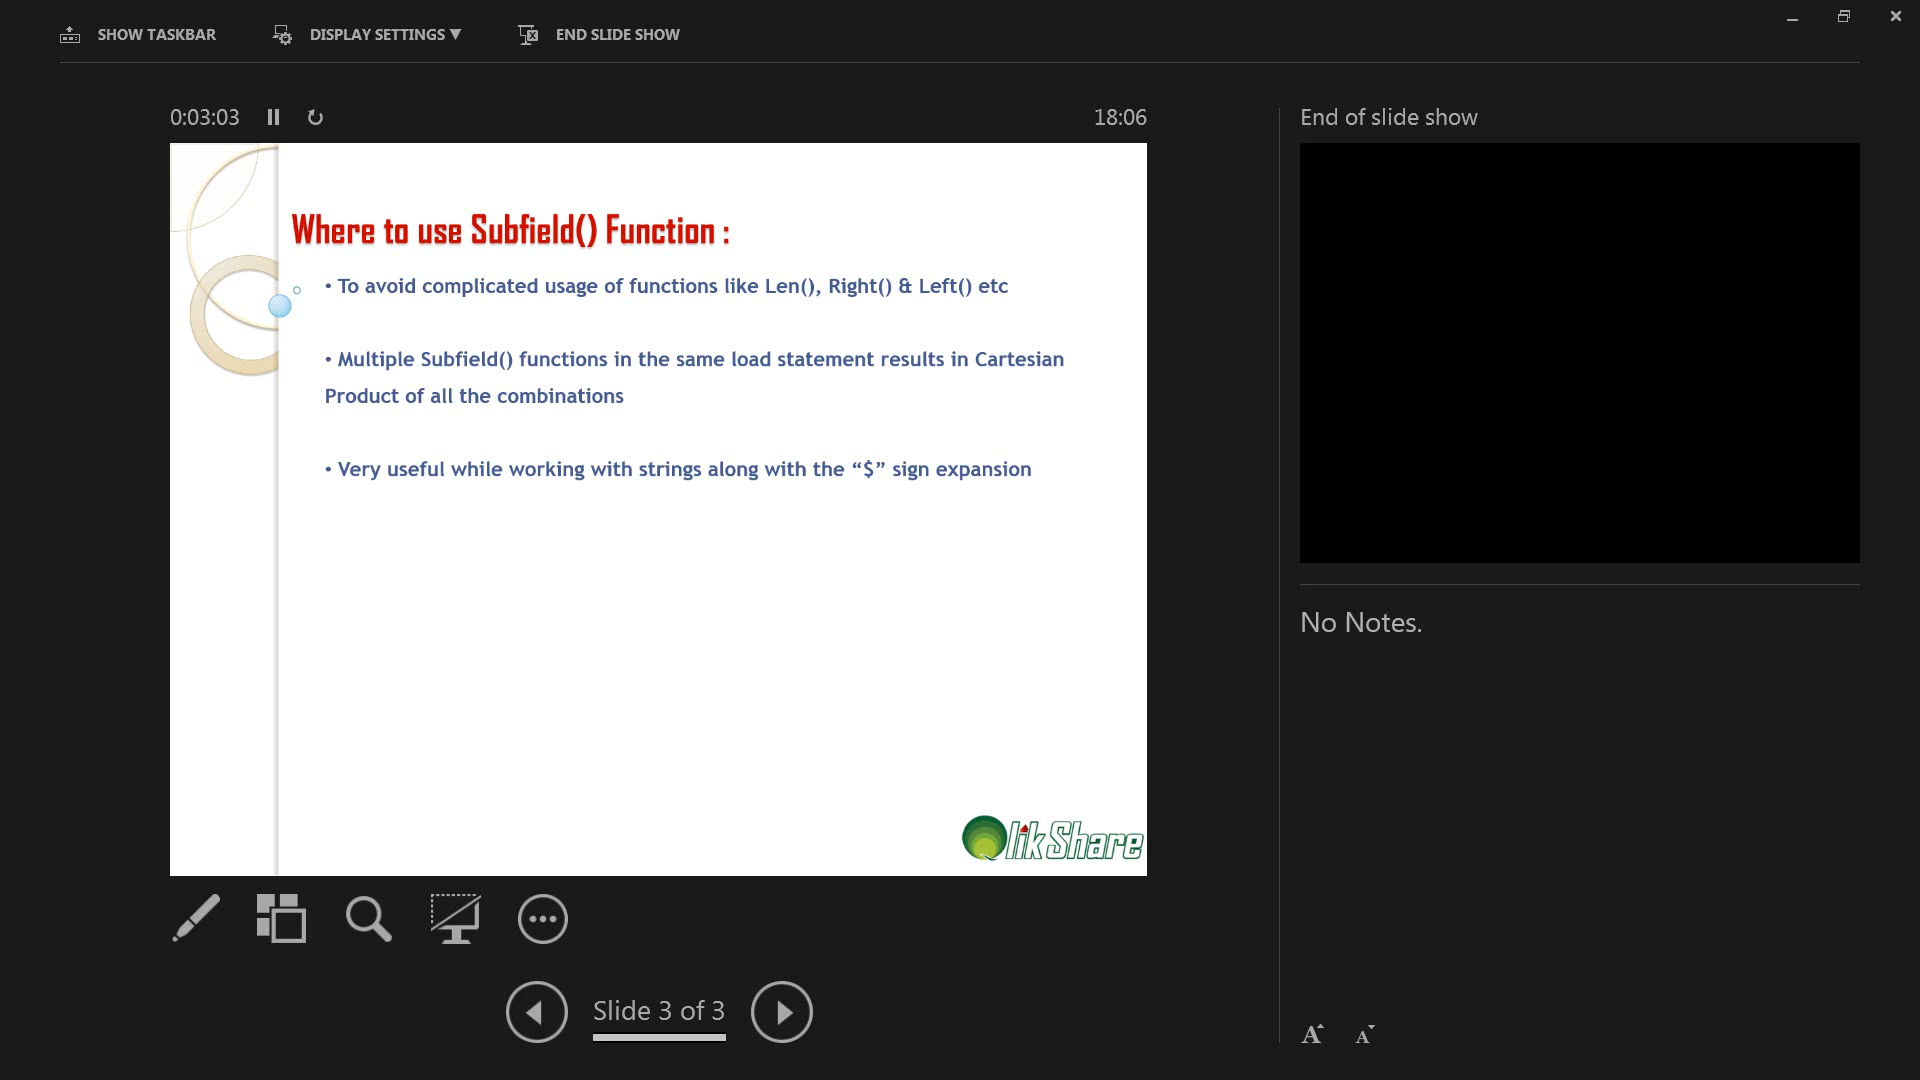 SHOW TASKBAR
DISPLAY SETTINGS ▼
END SLIDE SHOW
0:03:03
18:06
End of slide show
Where to use Subfield() Function :
• To avoid complicated usage of functions like Len(), Right() & Left() etc
• Multiple Subfield() functions in the same load statement results in Cartesian
Product of all the combinations
• Very useful while working with strings along with the “$” sign expansion
QlikShare
No Notes.
Slide 3 of 3
A A